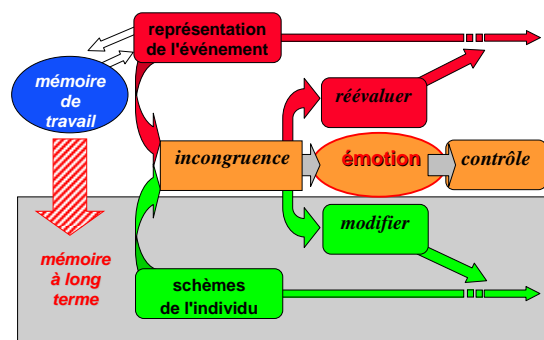 représentation
de l'événement
mémoire
de
travail
réévaluer
incongruence
émotion
contrôle
modifier
mémoire
à long
terme
schèmes
de l'individu